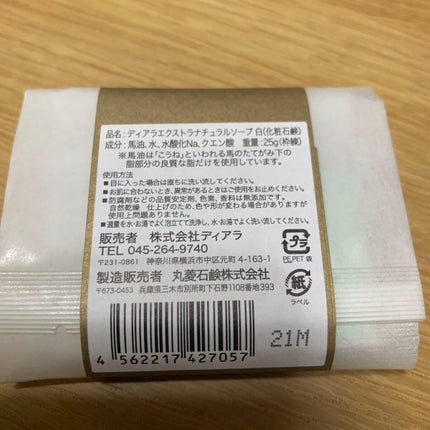 品名:ディアラエクストラナチュラルソープ 白(化粧石鹸)
成分:馬油、水、水酸化Na、クエン酸 重量:25g(枠練)
※馬油は「こうね」といわれる馬のたてがみ下の
脂部分の良質な脂だけを使用しています。
使用方法
■目に入った場合は直ちに洗い流してください。
■お肌に合わないとき、異常があるときはご使用をお止めください。
■防腐剤などの品質安定剤、色素、香料は無添加です。
自然乾燥 仕上げのため、色や形が変わる場合がありますが
使用上問題ありません。
■適量を水・お湯でよく泡立てて洗浄し、水・お湯でよく洗い流してください。
販売者 株式会社ディアラ
TEL 045-264-9740
〒231-0861 神奈川県横浜市中区元町 4-163-1
製造販売者 丸菱石鹸株式会社
〒673-0453 兵庫県三木市別所町下石野1108番地393
プラ
PE,PET 袋
紙
ラベル
21M
4 562217 427057